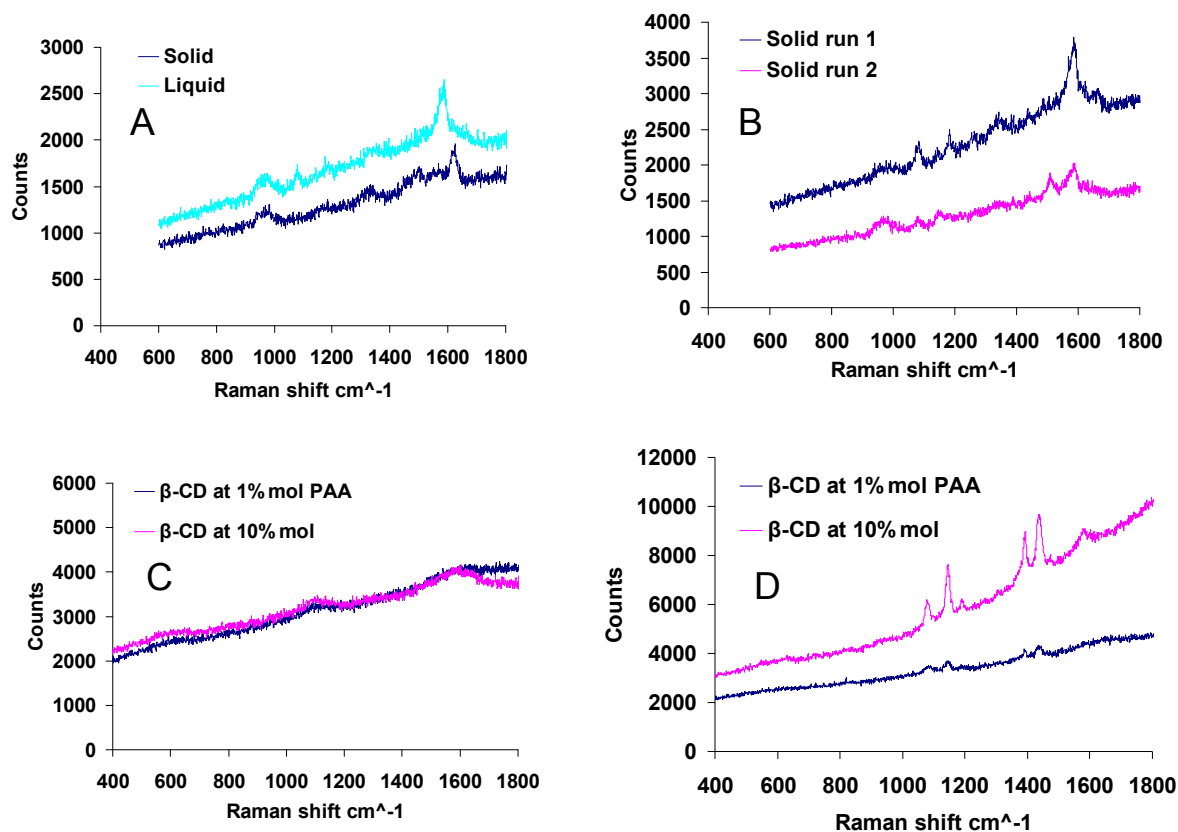 3000
2500
2000
1500
1000
500
0
Counts
Solid
Liquid
A
400 600 800 1000 1200 1400 1600 1800
Raman shift cm^-1
4000
3500
3000
2500
2000
1500
1000
500
0
Counts
Solid run 1
Solid run 2
B
400 600 800 1000 1200 1400 1600 1800
Raman shift cm^-1
6000
5000
4000
3000
2000
1000
0
Counts
β-CD at 1% mol PAA
β-CD at 10% mol
C
400 600 800 1000 1200 1400 1600 1800
Raman shift cm^-1
12000
10000
8000
6000
4000
2000
0
Counts
β-CD at 1% mol PAA
β-CD at 10% mol
D
400 600 800 1000 1200 1400 1600 1800
Raman shift cm^-1